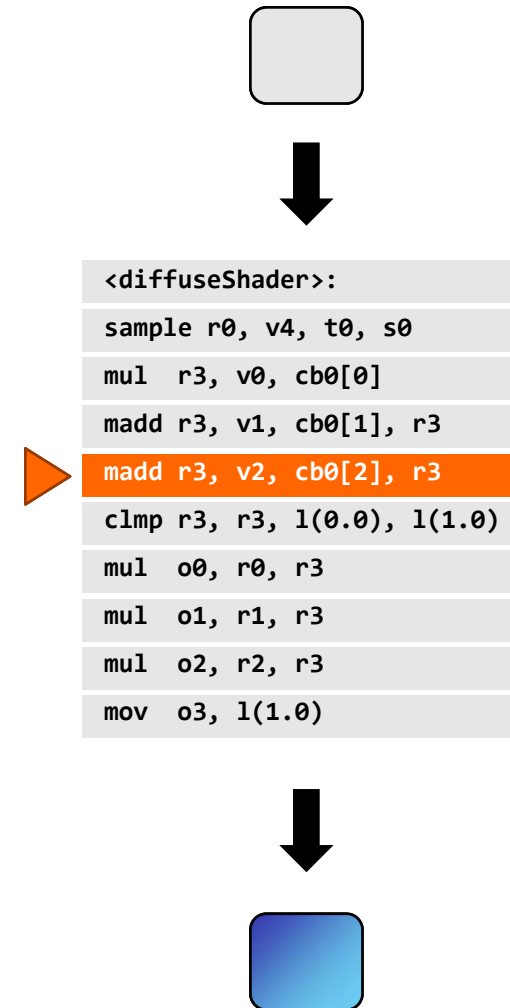 <diffuseShader>:
sample r0, v4, t0, s0
mul  r3, v0, cb0[0]
madd r3, v1, cb0[1], r3
madd r3, v2, cb0[2], r3
clmp r3, r3, l(0.0), l(1.0)
mul  o0, r0, r3
mul  o1, r1, r3
mul  o2, r2, r3
mov  o3, l(1.0)